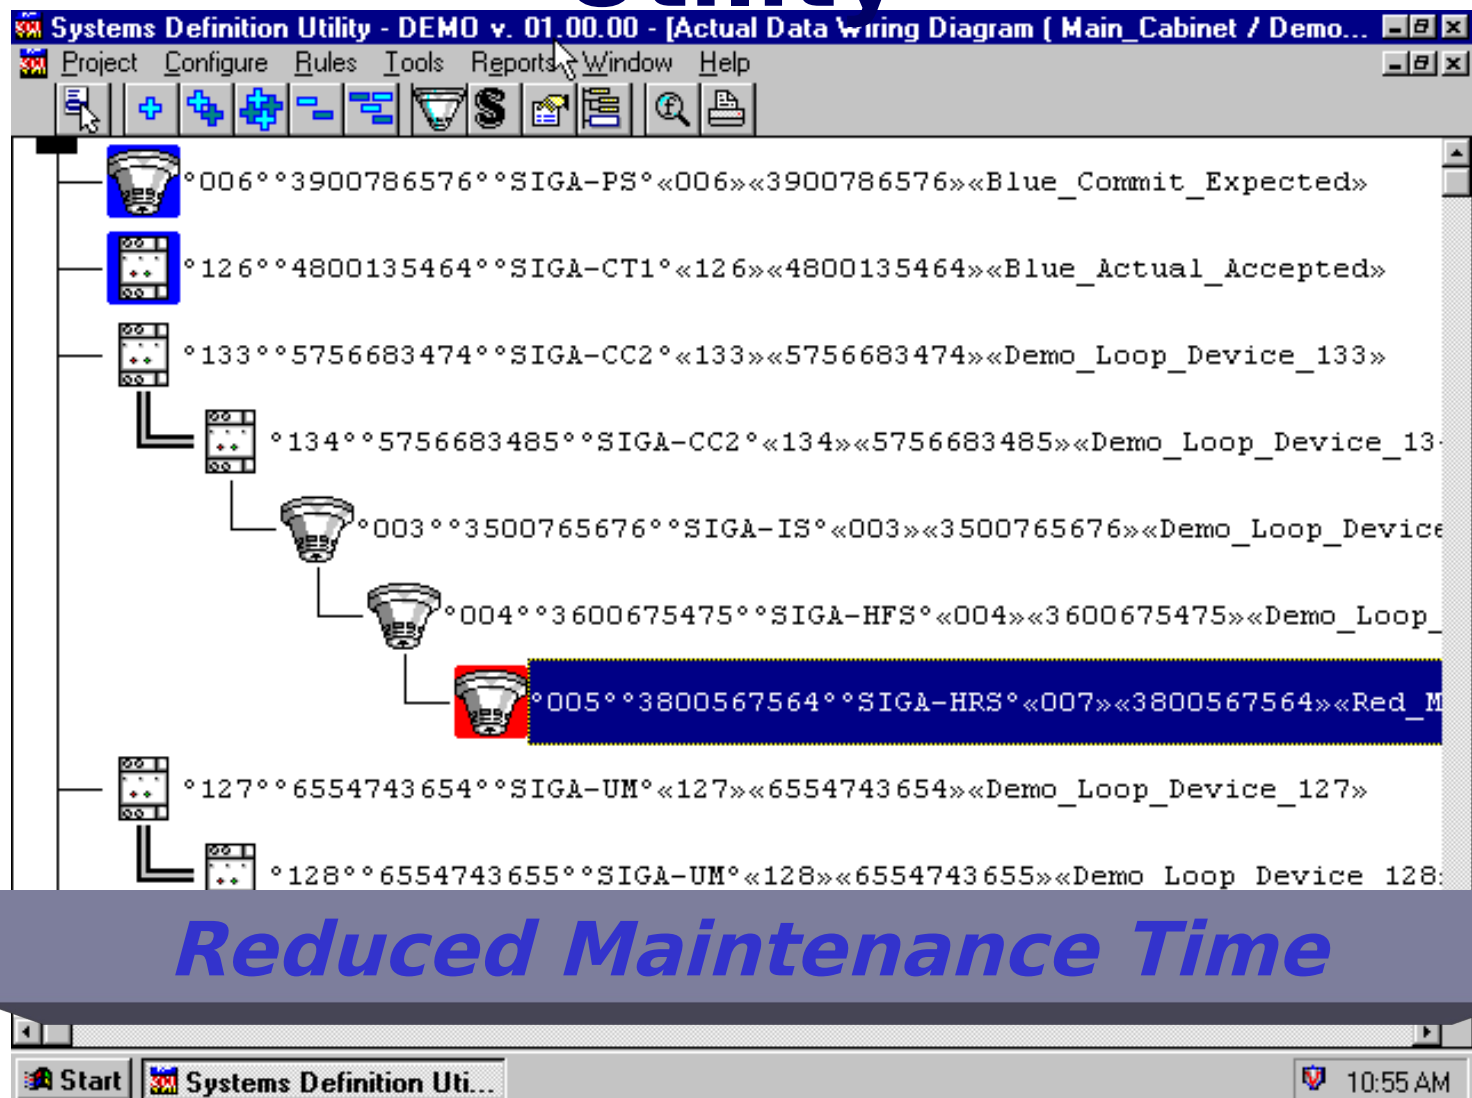 Utility
Systems Definition Utility - DEMO v. 01.00.00 - [Actual Data Wiring Diagram ( Main_Cabinet / Demo...
Project Configure Rules Tools Reports Window Help
°006°°3900786576°°SIGA-PS°«006»«3900786576»«Blue_Commit_Expected»
°126°°4800135464°°SIGA-CT1°«126»«4800135464»«Blue_Actual_Accepted»
°133°°5756683474°°SIGA-CC2°«133»«5756683474»«Demo_Loop_Device_133»
°134°°5756683485°°SIGA-CC2°«134»«5756683485»«Demo_Loop_Device_13
°003°°3500765676°°SIGA-IS°«003»«3500765676»«Demo_Loop_Device
°004°°3600675475°°SIGA-HFS°«004»«3600675475»«Demo_Loop_
°005°°3800567564°°SIGA-HRS°«007»«3800567564»«Red_M
°127°°6554743654°°SIGA-UM°«127»«6554743654»«Demo_Loop_Device_127»
°128°°6554743655°°SIGA-UM°«128»«6554743655»«Demo_Loop_Device_128
Reduced Maintenance Time
Start Systems Definition Uti... 10:55 AM